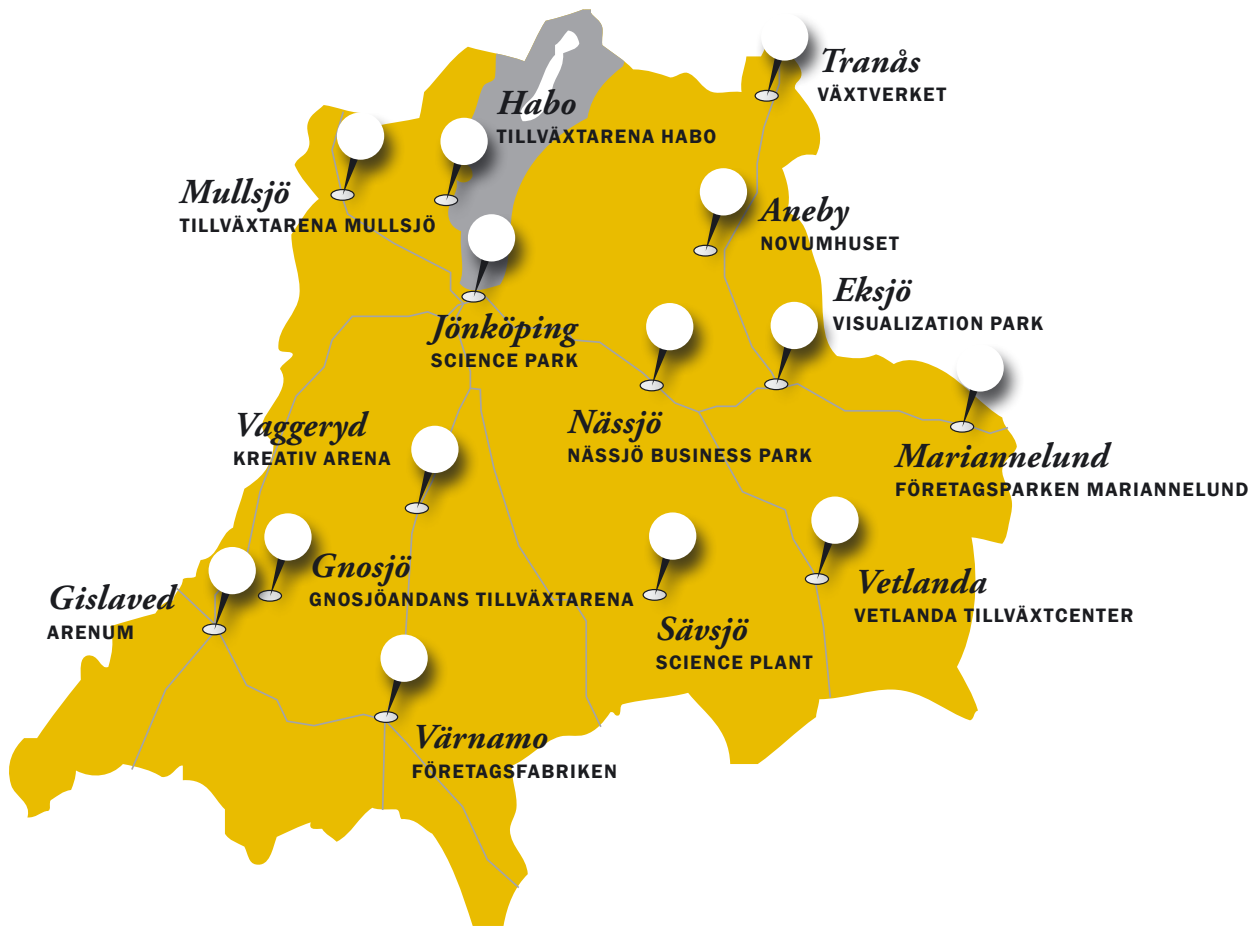 Tranås
VÄXTVERKET
Habo
TILLVÄXTARENA HABO
Mullsjö
TILLVÄXTARENA MULLSJÖ
Aneby
NOVUMHUSET
Eksjö
VISUALIZATION PARK
Jönköping
SCIENCE PARK
Nässjö
NÄSSJÖ BUSINESS PARK
Vaggeryd
KREATIV ARENA
Mariannelund
FÖRETAGSPARKEN MARIANNELUND
Gnosjö
GNOSJÖANDANS TILLVÄXTARENA
Gislaved
ARENUM
Vetlanda
VETLANDA TILLVÄXTCENTER
Sävsjö
SCIENCE PLANT
Värnamo
FÖRETAGSFABRIKEN